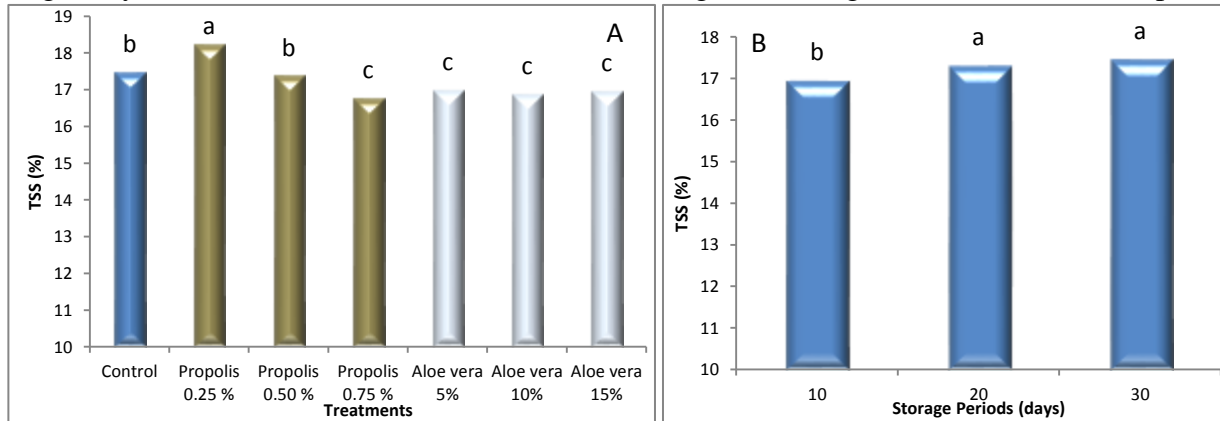 19
18
17
16
15
14
13
12
11
10
TSS (%)
b
a
b
c
c
c
c
A
Control
Propolis
0.25 %
Propolis
0.50 %
Propolis
0.75 %
Aloe vera
5%
Aloe vera
10%
Aloe vera
15%
Treatments
18
17
16
15
14
13
12
11
10
TSS (%)
B
b
a
a
10
20
30
Storage Periods (days)